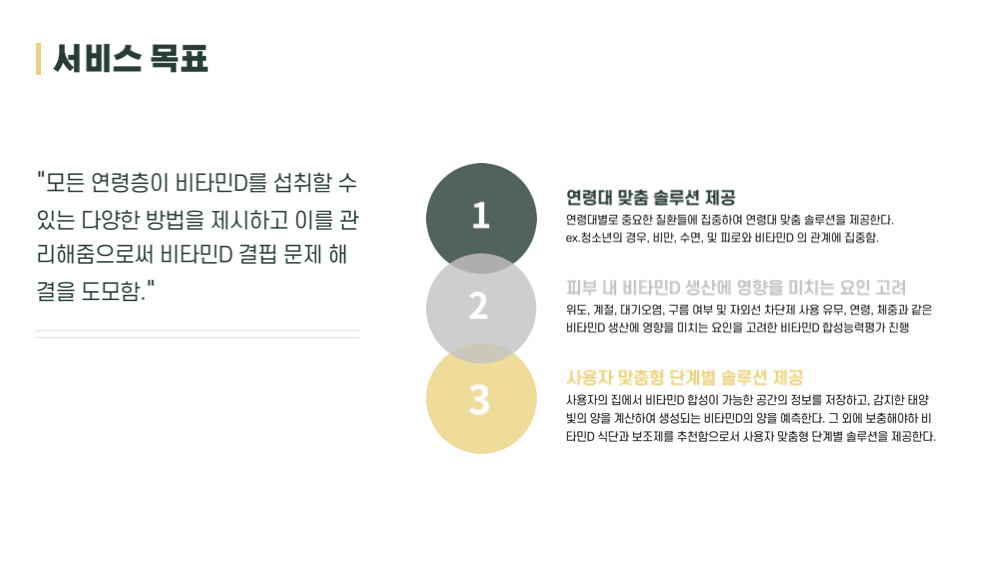 서비스 목표
"모든 연령층이 비타민D를 섭취할 수
있는 다양한 방법을 제시하고 이를 관
리해줌으로써 비타민D 결핍 문제 해
결을 도모함."
1
연령대 맞춤 솔루션 제공
연령대별로 중요한 질환들에 집중하여 연령대 맞춤 솔루션을 제공한다.
ex.청소년의 경우, 비만, 수면, 및 피로와 비타민D 의 관계에 집중함.
2
피부 내 비타민D 생산에 영향을 미치는 요인 고려
위도, 계절, 대기오염, 구름 여부 및 자외선 차단제 사용 유무, 연령, 체중과 같은
비타민D 생산에 영향을 미치는 요인을 고려한 비타민D 합성능력평가 진행
3
사용자 맞춤형 단계별 솔루션 제공
사용자의 집에서 비타민D 합성이 가능한 공간의 정보를 저장하고, 감지한 태양
빛의 양을 계산하여 생성되는 비타민D의 양을 예측한다. 그 외에 보충해야하 비
타민D 식단과 보조제를 추천함으로서 사용자 맞춤형 단계별 솔루션을 제공한다.